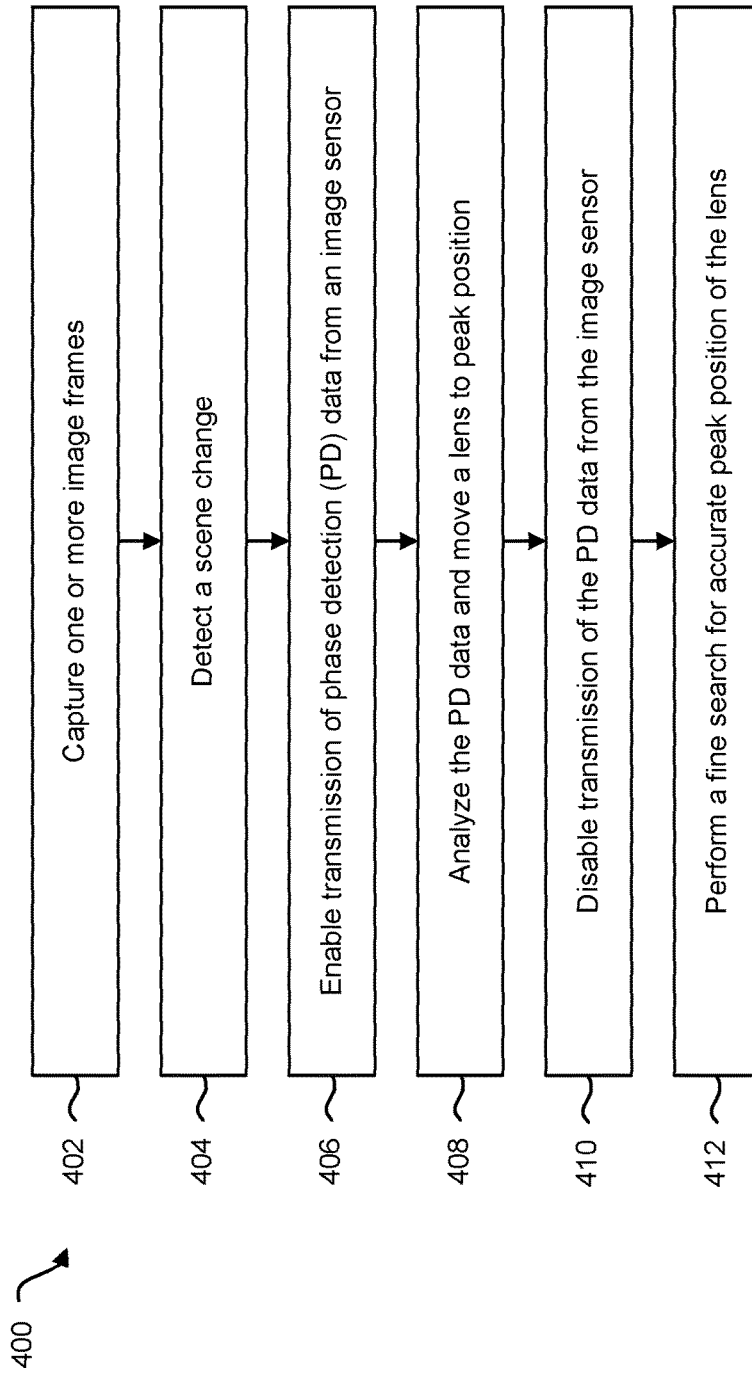 400
402
Capture one or more image frames
404
Detect a scene change
406
Enable transmission of phase detection (PD) data from an image sensor
408
Analyze the PD data and move a lens to peak position
410
Disable transmission of the PD data from the image sensor
412
Perform a fine search for accurate peak position of the lens